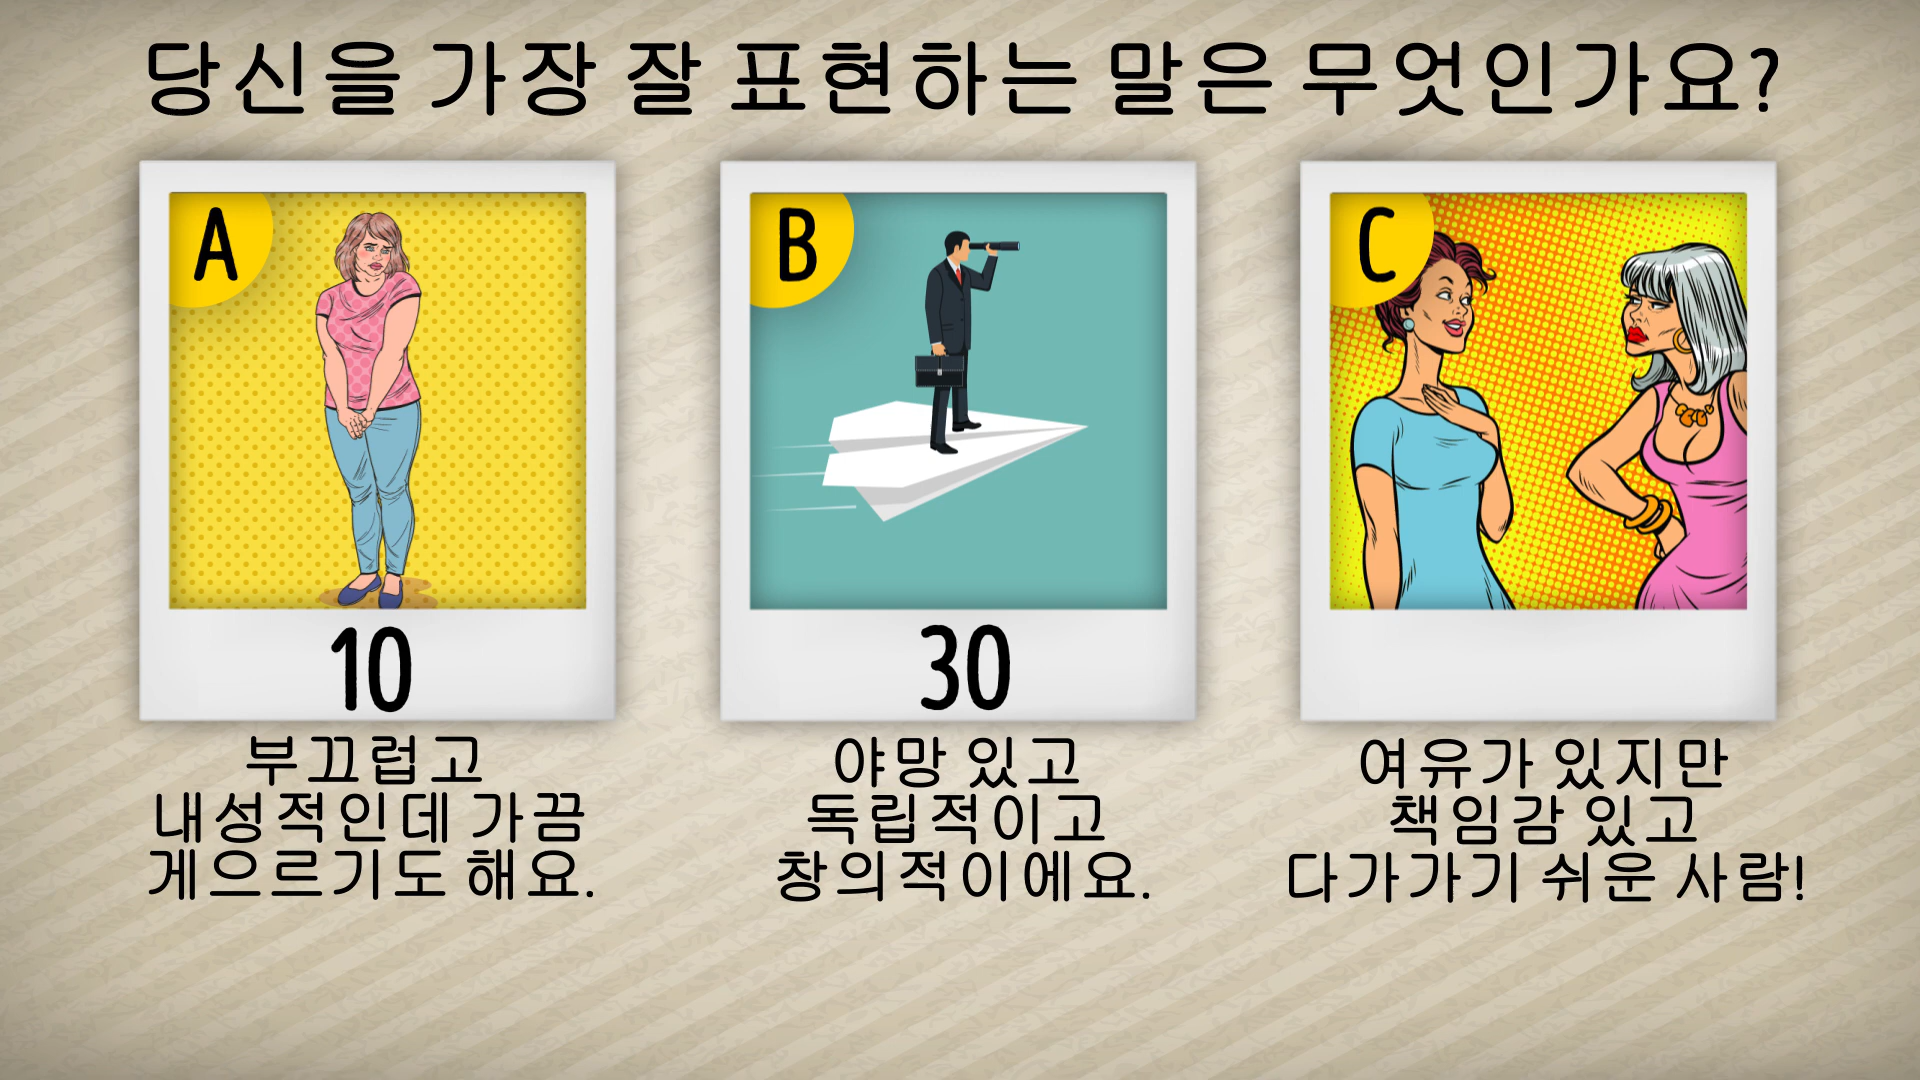 당신을 가장 잘 표현하는 말은 무엇인가요?
A
10
부끄럽고
내성적인데 가끔
게으르기도 해요.
B
30
야망 있고
독립적이고
창의적이에요.
C
여유가 있지만
책임감 있고
다가가기 쉬운 사람!